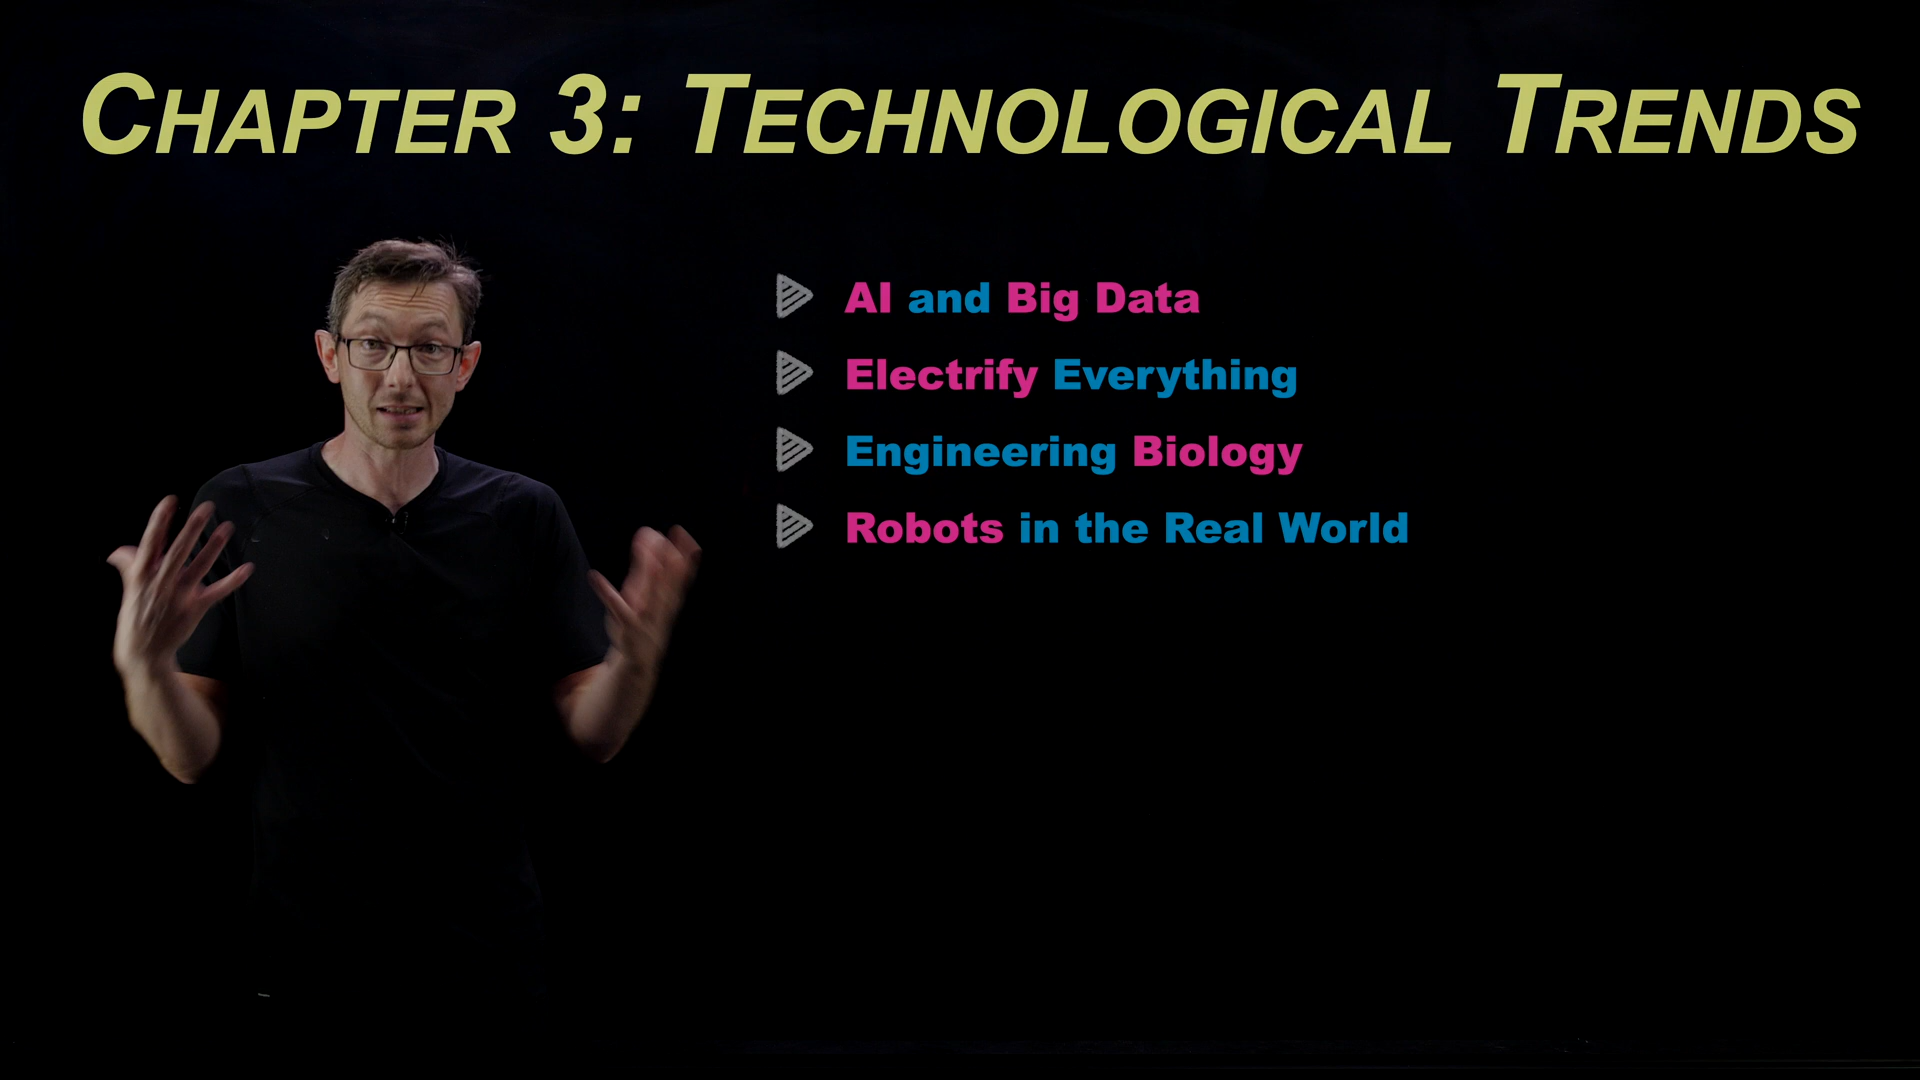 CHAPTER 3: TECHNOLOGICAL TRENDS
AI and Big Data
Electrify Everything
Engineering Biology
Robots in the Real World